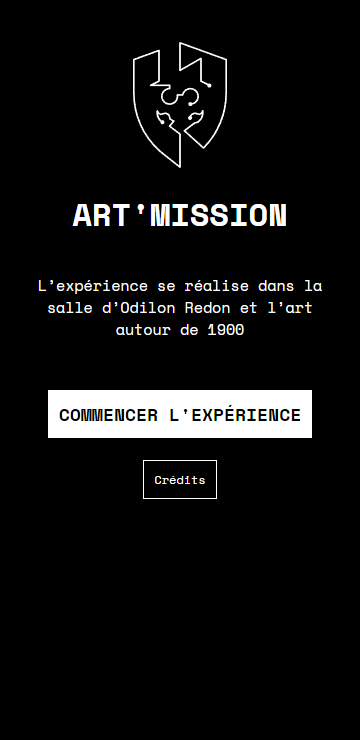 ART'MISSION
L’expérience se réalise dans la
salle d’Odilon Redon et l’art
autour de 1900
COMMENCER L'EXPÉRIENCE
Crédits